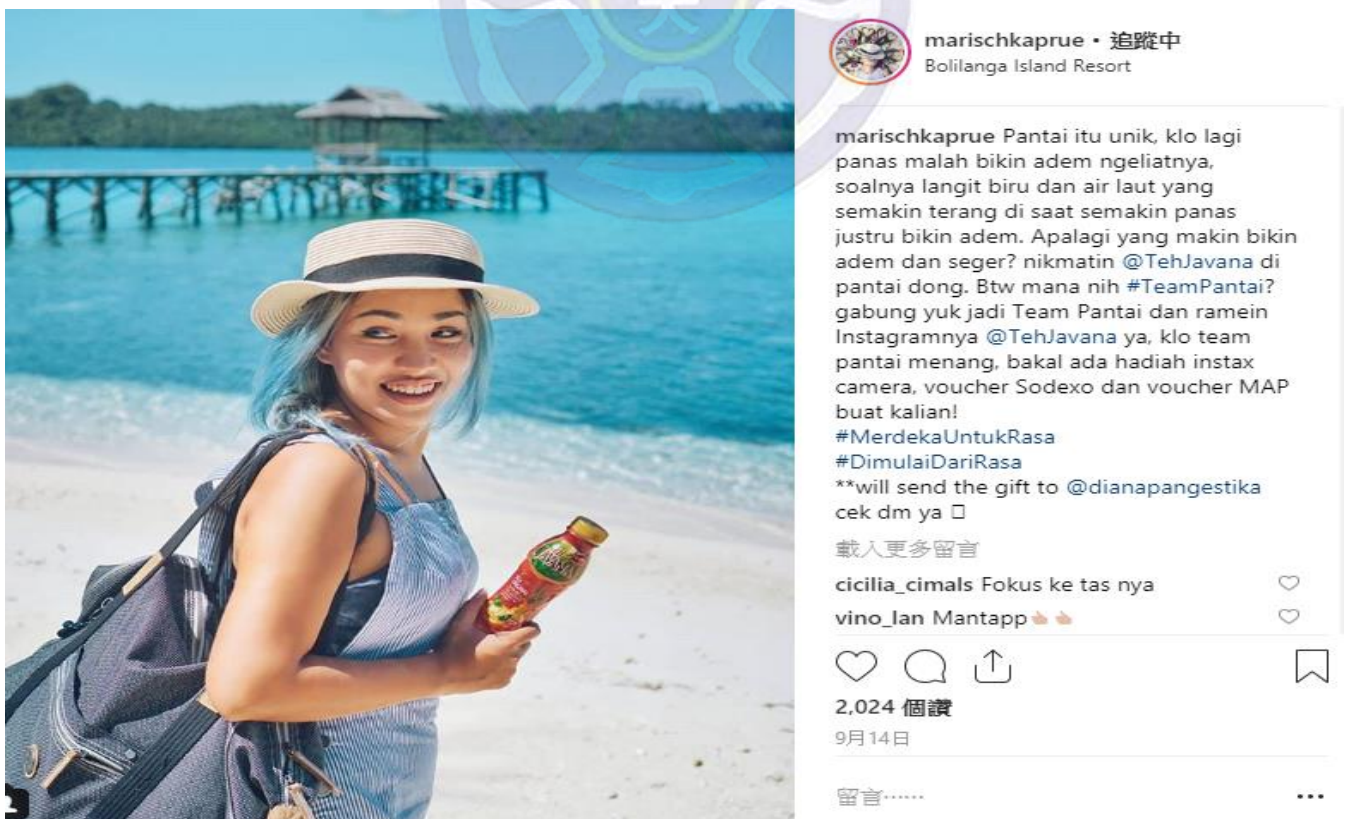 marischkaprue • 追蹤中
Bolilanga Island Resort
marischkaprue Pantai itu unik, klo lagi
panas malah bikin adem ngeliatnya,
soalnya langit biru dan air laut yang
semakin terang di saat semakin panas
justru bikin adem. Apalagi yang makin bikin
adem dan seger? nikmatin @TehJavana di
pantai dong. Btw mana nih #TeamPantai?
gabung yuk jadi Team Pantai dan ramein
Instagramnya @TehJavana ya, klo team
pantai menang, bakal ada hadiah instax
camera, voucher Sodexo dan voucher MAP
buat kalian!
#MerdekaUntukRasa
#DimulaiDariRasa
**will send the gift to @dianapangestika
cek dm ya
載入更多留言
cicilia_cimals Fokus ke tas nya
vino_lan Mantapp👍🏻👍🏻
2,024 個讚
9月14日
留言......
JAVANA